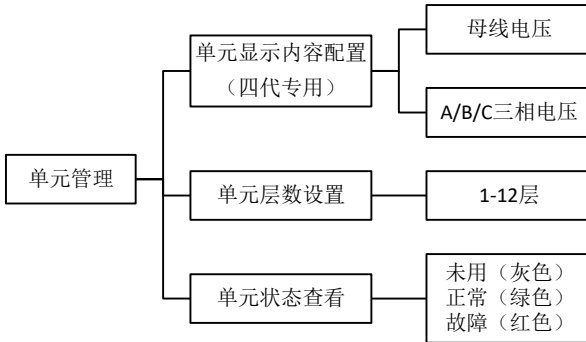 单元管理
单元显示内容配置
（四代专用）
母线电压
A/B/C三相电压
单元层数设置
1-12层
单元状态查看
未用（灰色）
正常（绿色）
故障（红色）